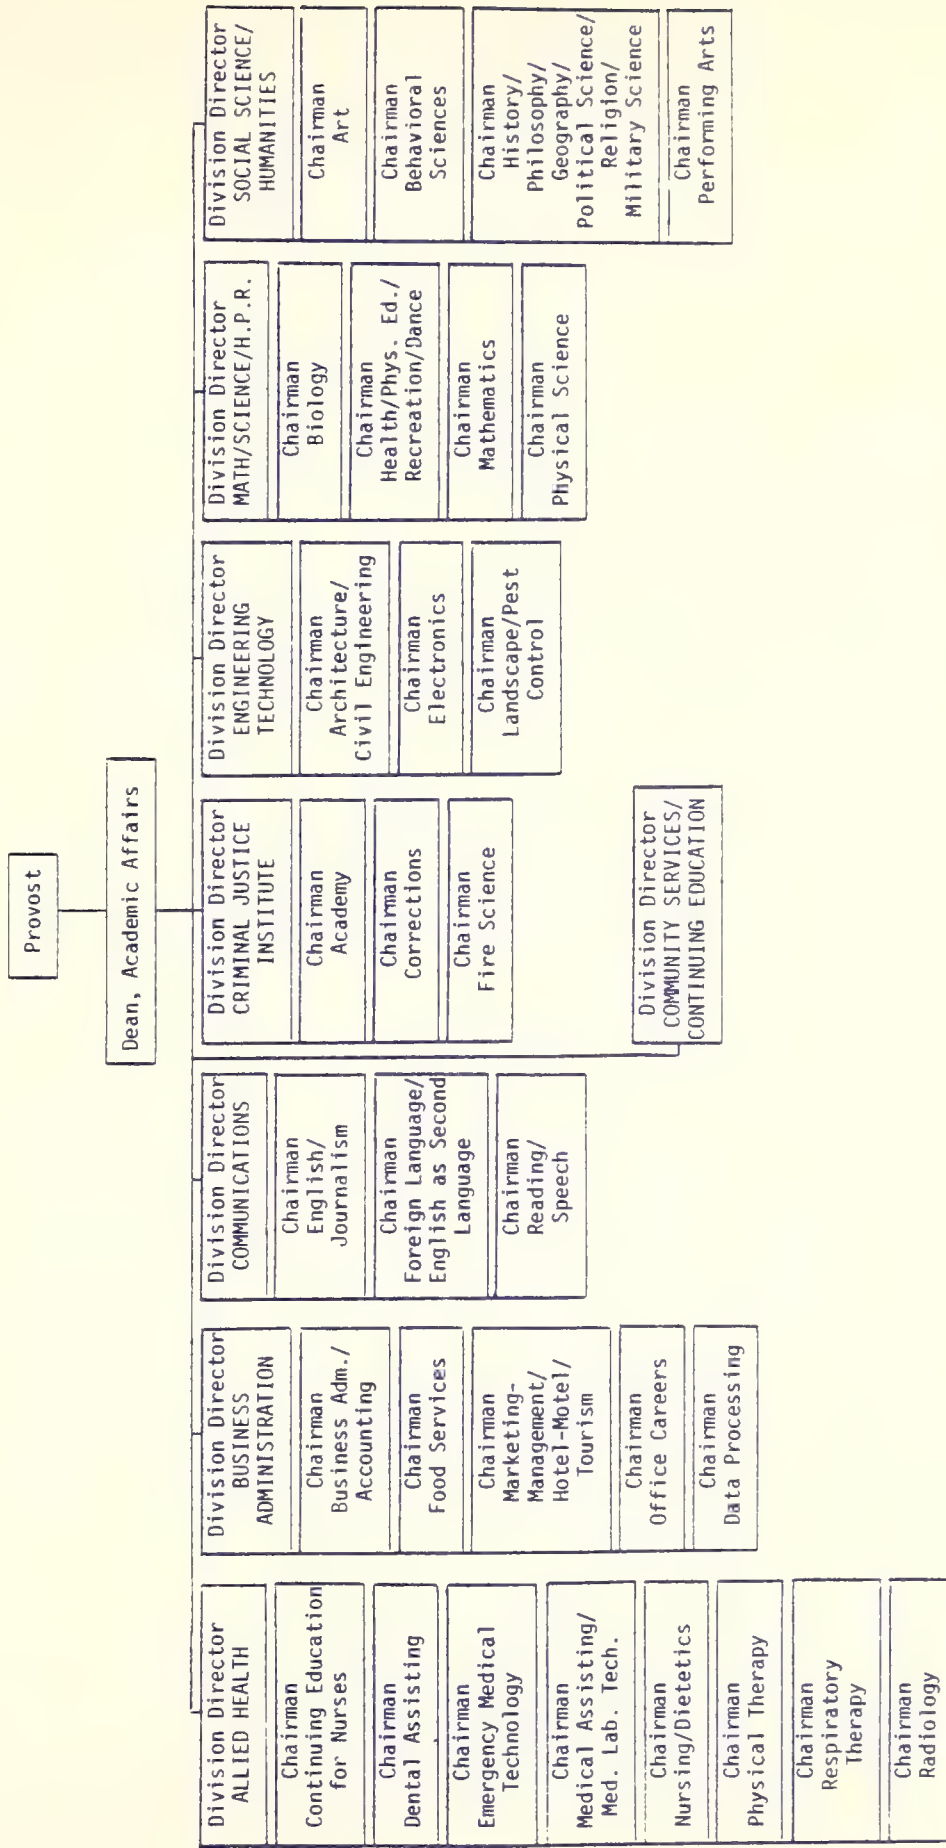 Provost
Dean, Academic Affairs
Division Director
ALLIED HEALTH
Chairman
Continuing Education
for Nurses
Chairman
Dental Assisting
Chairman
Emergency Medical
Technology
Chairman
Medical Assisting/
Med. Lab. Tech.
Chairman
Nursing/Dietetics
Chairman
Physical Therapy
Chairman
Respiratory
Therapy
Chairman
Radiology
Division Director
BUSINESS
ADMINISTRATION
Chairman
Business Adm./
Accounting
Chairman
Food Services
Chairman
Marketing-
Management/
Hotel-Motel/
Tourism
Chairman
Office Careers
Chairman
Data Processing
Division Director
COMMUNICATIONS
Chairman
English/
Journalism
Chairman
Foreign Language/
English as Second
Language
Chairman
Reading/
Speech
Division Director
CRIMINAL JUSTICE
INSTITUTE
Chairman
Academy
Chairman
Corrections
Chairman
Fire Science
Division Director
COMMUNITY SERVICES/
CONTINUING EDUCATION
Division Director
ENGINEERING
TECHNOLOGY
Chairman
Architecture/
Civil Engineering
Chairman
Electronics
Chairman
Landscape/Pest
Control
Division Director
MATH/SCIENCE/H.P.R.
Chairman
Biology
Chairman
Health/Phys. Ed./
Recreation/Dance
Chairman
Mathematics
Chairman
Physical Science
Division Director
SOCIAL SCIENCE/
HUMANITIES
Chairman
Art
Chairman
Behavioral
Sciences
Chairman
History/
Philosophy/
Geography/
Political Science/
Religion/
Military Science
Chairman
Performing Arts